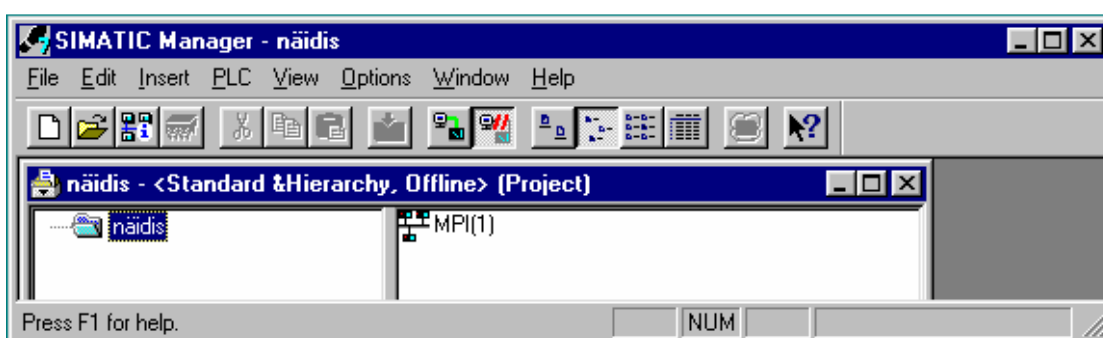 SIMATIC Manager - näidis
File Edit Insert PLC View Options Window Help
näidis - <Standard &Hierarchy, Offline> (Project)
näidis
MPI(1)
Press F1 for help.
NUM